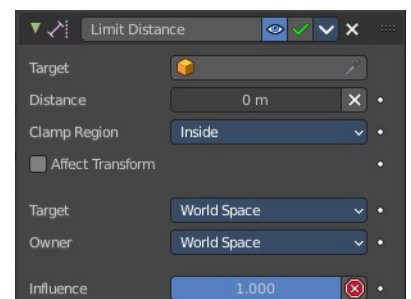 Limit Distance
Target
Distance 0 m
Clamp Region Inside
Affect Transform
Target World Space
Owner World Space
Influence 1.000